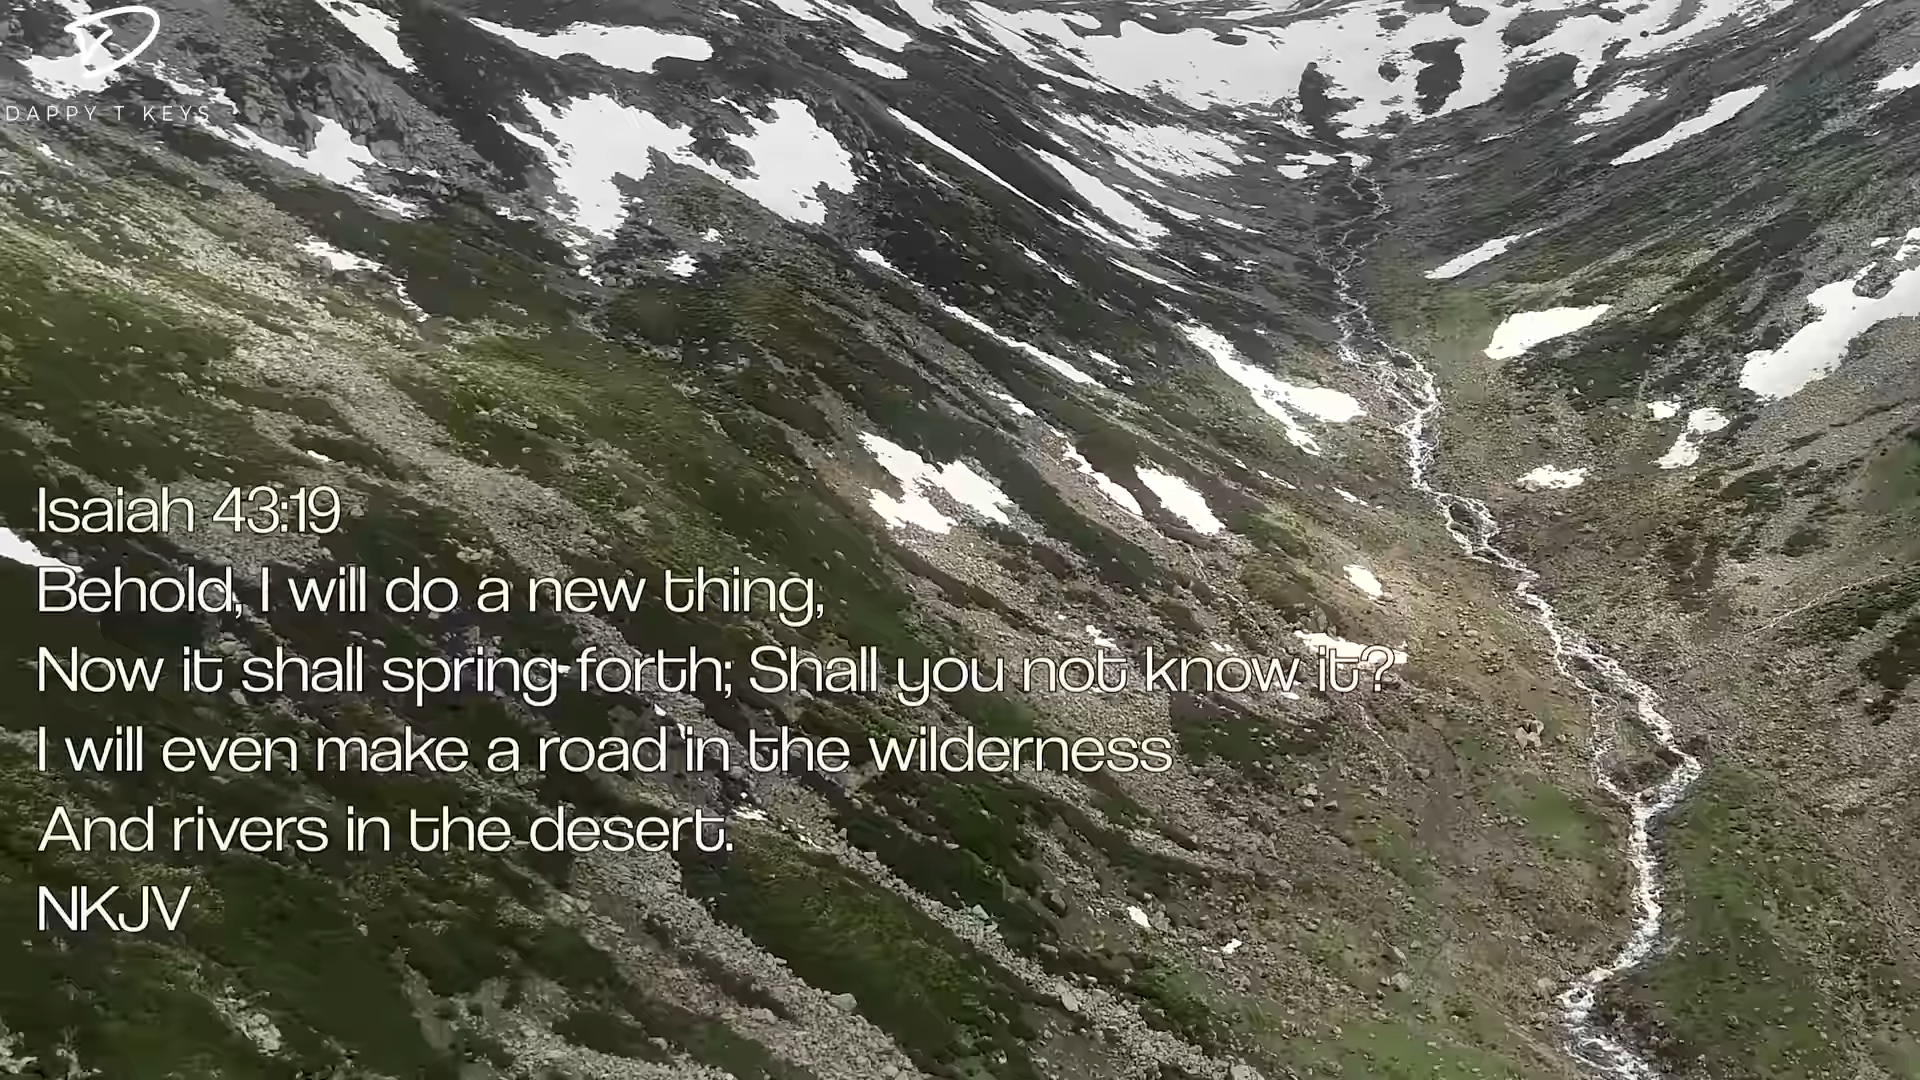 DAPPY T KEYS
Isaiah 43:19
Behold, I will do a new thing,
Now it shall spring forth; Shall you not know it?
I will even make a road in the wilderness
And rivers in the desert.
NKJV